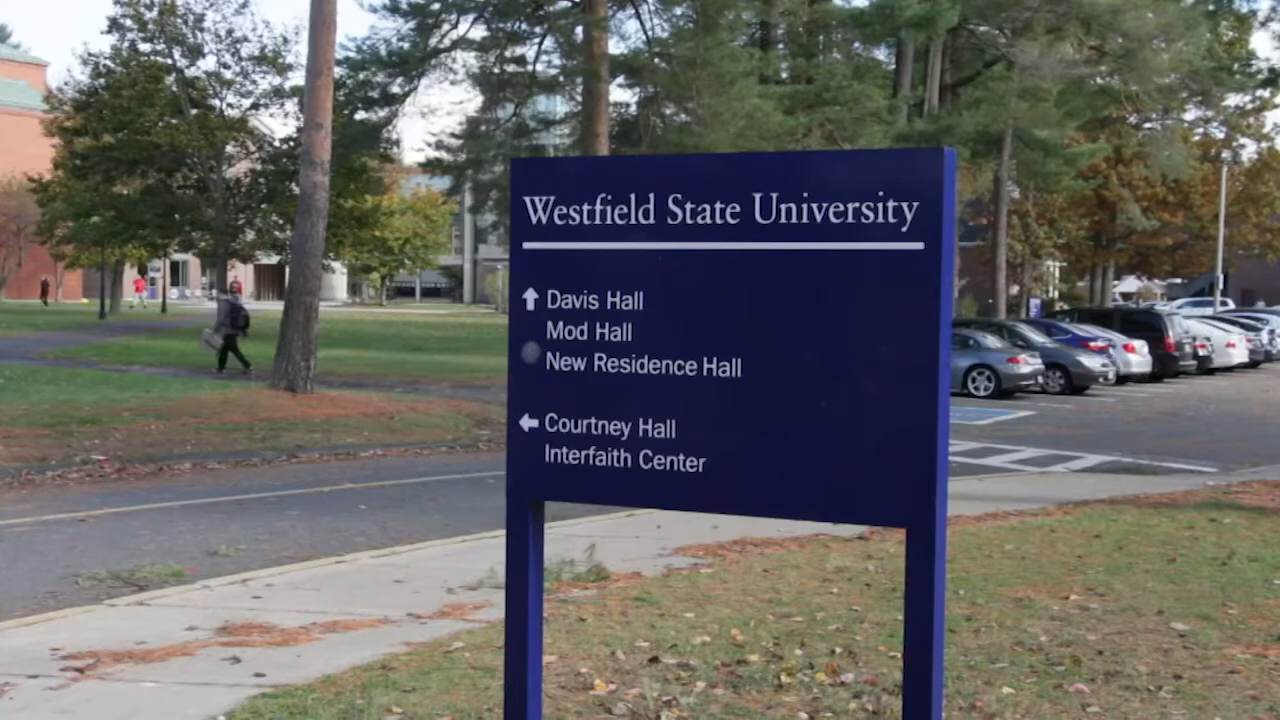 Westfield State University
Davis Hall
Mod Hall
New Residence Hall
Courtney Hall
Interfaith Center